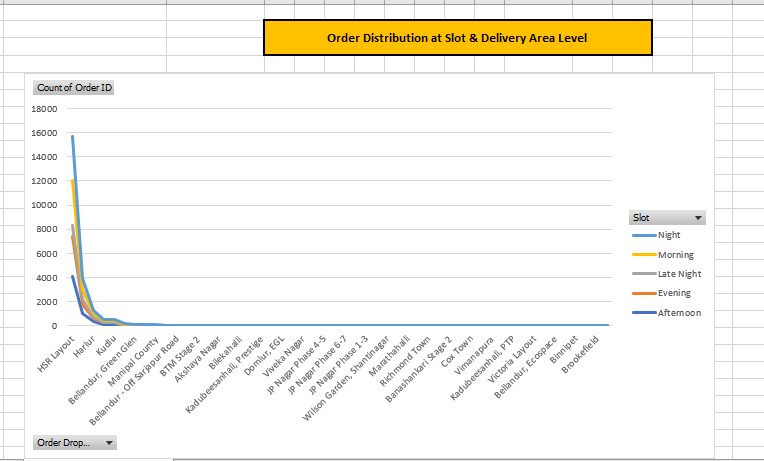 Order Distribution at Slot & Delivery Area Level
Count of Order ID
18000
16000
14000
12000
10000
8000
6000
4000
2000
0
HSR Layout
Harlur
Kudlu
Bellandur, Green Glen
Manipal County
Bellandur - Off Sarjapur Road
BTM Stage 2
Akshaya Nagar
Bilekahalli
Kadubeesanhalli, Prestige
Domlur, EGL
Viveka Nagar
JP Nagar Phase 4-5
JP Nagar Phase 6-7
JP Nagar Phase 1-3
Wilson Garden, Shantinagar
Marathahalli
Richmond Town
Banashankari Stage 2
Cox Town
Vimanapura
Kadubeesanhalli, PTP
Victoria Layout
Bellandur, Ecospace
Binnipet
Brookefield
Slot
Night
Morning
Late Night
Evening
Afternoon
Order Drop...